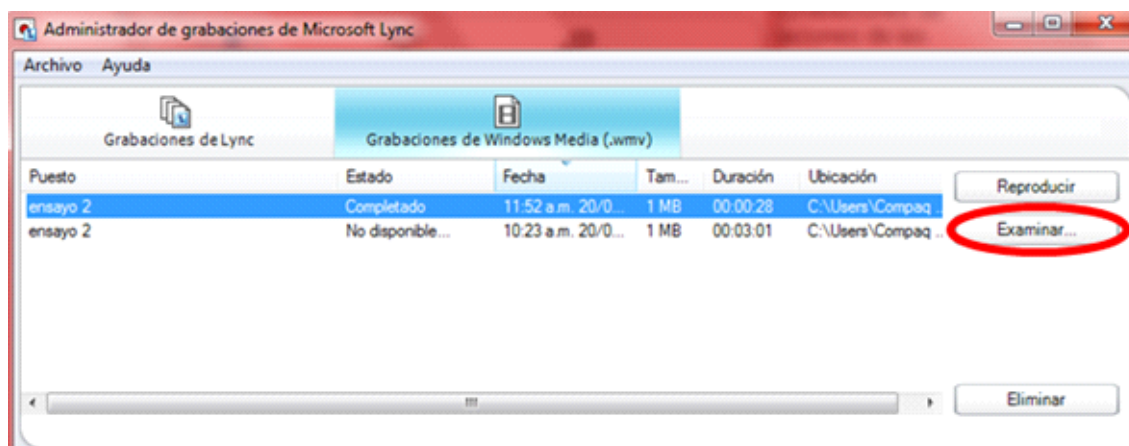 Administrador de grabaciones de Microsoft Lync
Archivo Ayuda
Grabaciones de Lync Grabaciones de Windows Media (.wmv)
Puesto Estado Fecha Tam... Duración Ubicación Reproducir
ensayo 2 Completado 11:52 a.m. 20/0... 1 MB 00:00:28 C:\Users\Compaq ..
ensayo 2 No disponible... 10:23 a.m. 20/0... 1 MB 00:03:01 C:\Users\Compaq .. Examinar...
Eliminar